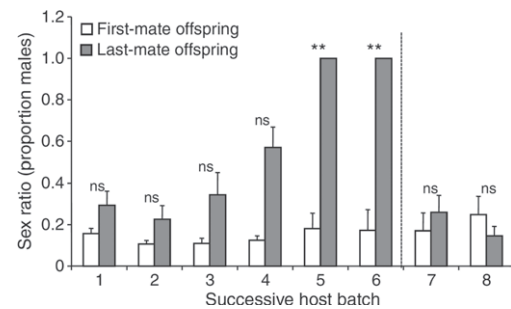 First-mate offspring
Last-mate offspring
Sex ratio (proportion males)
1.2
1.0
0.8
0.6
0.4
0.2
0
ns
ns
ns
ns
**
**
ns
ns
1 2 3 4 5 6 7 8
Successive host batch